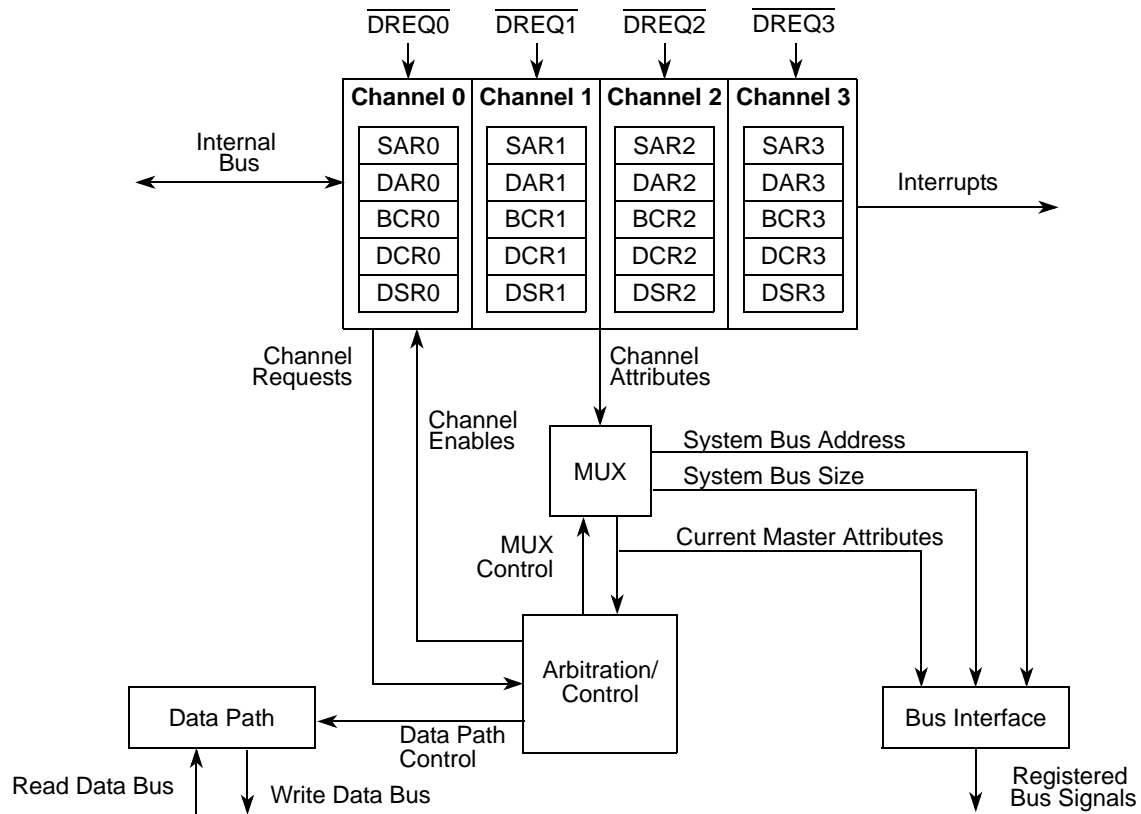 DREQ0 DREQ1 DREQ2 DREQ3
Channel 0 Channel 1 Channel 2 Channel 3
SAR0 SAR1 SAR2 SAR3
DAR0 DAR1 DAR2 DAR3
BCR0 BCR1 BCR2 BCR3
DCR0 DCR1 DCR2 DCR3
DSR0 DSR1 DSR2 DSR3
Internal
Bus
Interrupts
Channel
Requests
Channel
Enables
Channel
Attributes
MUX
System Bus Address
System Bus Size
Current Master Attributes
MUX
Control
Arbitration/
Control
Data Path
Data Path
Control
Bus Interface
Read Data Bus
Write Data Bus
Registered
Bus Signals